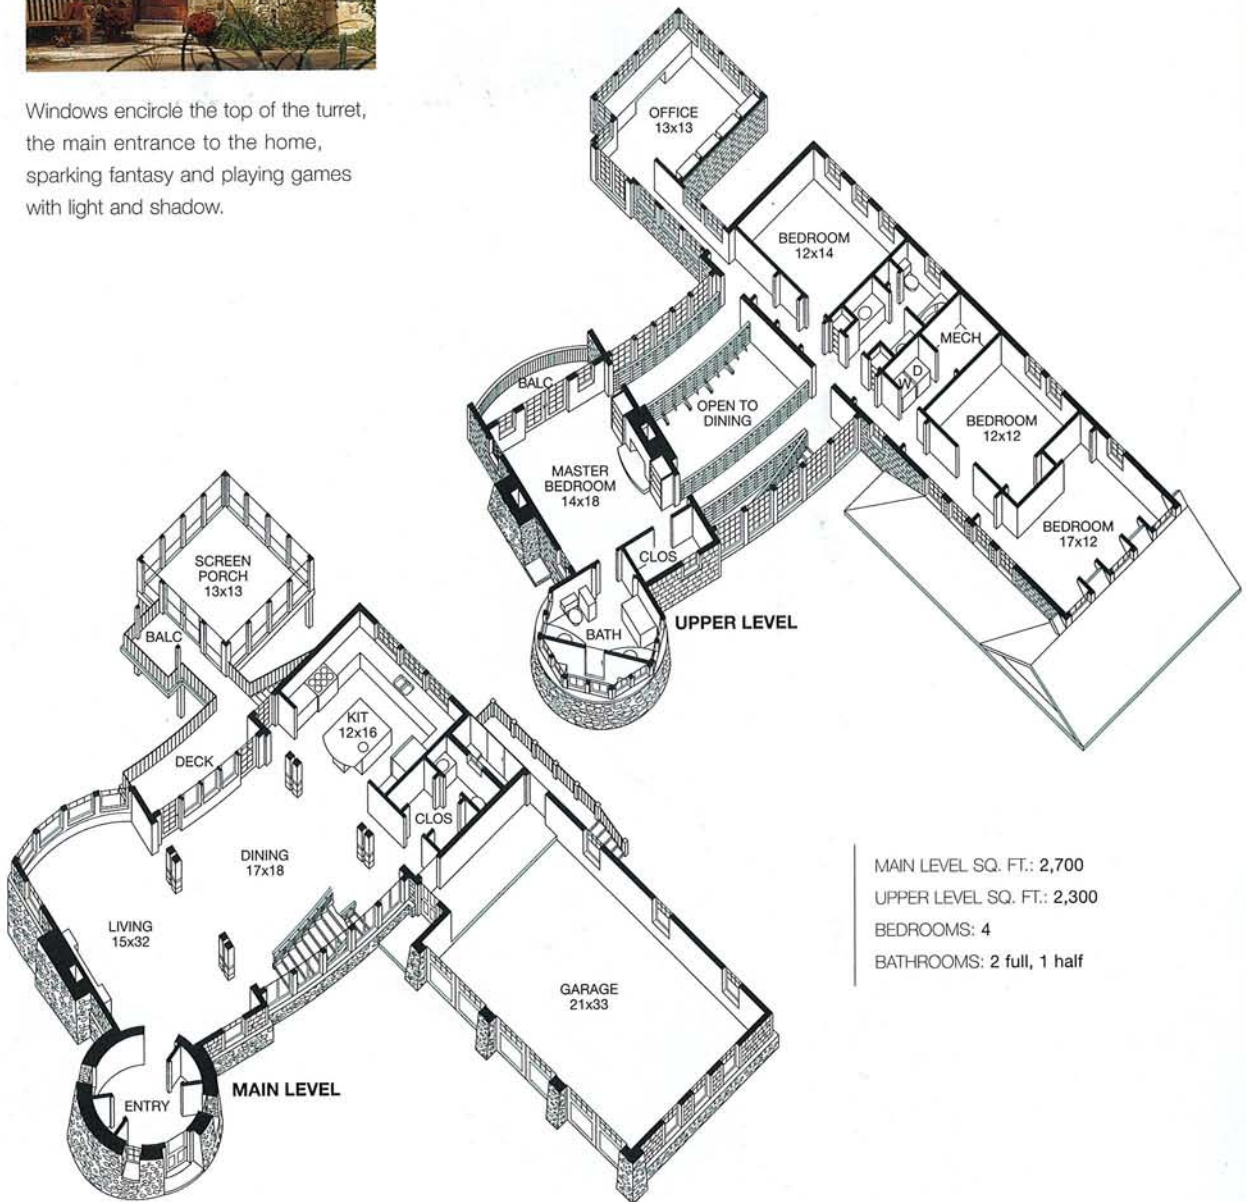 Windows encircle the top of the turret,
the main entrance to the home,
sparking fantasy and playing games
with light and shadow.
OFFICE
13x13
BEDROOM
12x14
MECH
D
W
BEDROOM
12x12
BEDROOM
17x12
BALC
OPEN TO
DINING
MASTER
BEDROOM
14x18
CLOS
BATH
UPPER LEVEL
SCREEN
PORCH
13x13
BALC
DECK
KIT
12x16
CLOS
DINING
17x18
LIVING
15x32
GARAGE
21x33
ENTRY
MAIN LEVEL
MAIN LEVEL SQ. FT.: 2,700
UPPER LEVEL SQ. FT.: 2,300
BEDROOMS: 4
BATHROOMS: 2 full, 1 half